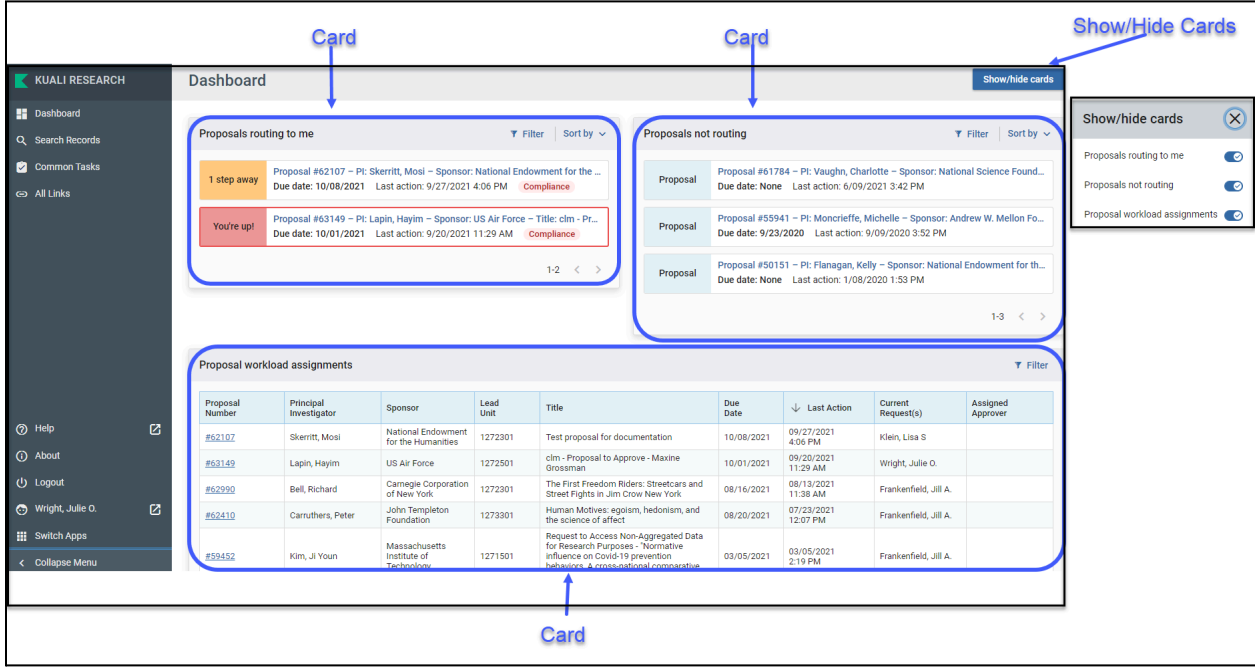 Card
Card
Show/Hide Cards
KUALI RESEARCH
Dashboard
Search Records
Common Tasks
All Links
Help
About
Logout
Wright, Julie O.
Switch Apps
Collapse Menu
Dashboard
Show/hide cards
Proposals routing to me
Filter
Sort by
1 step away
Proposal #62107 – PI: Skerritt, Mosi – Sponsor: National Endowment for the ...
Due date: 10/08/2021 Last action: 9/27/2021 4:06 PM Compliance
You're up!
Proposal #63149 – PI: Lapin, Hayim – Sponsor: US Air Force – Title: clm - Pr...
Due date: 10/01/2021 Last action: 9/20/2021 11:29 AM Compliance
1-2 < >
Proposals not routing
Filter
Sort by
Proposal
Proposal #61784 – PI: Vaughn, Charlotte – Sponsor: National Science Found...
Due date: None Last action: 6/09/2021 3:42 PM
Proposal
Proposal #55941 – PI: Moncrieffe, Michelle – Sponsor: Andrew W. Mellon Fo...
Due date: 9/23/2020 Last action: 9/09/2020 3:52 PM
Proposal
Proposal #50151 – PI: Flanagan, Kelly – Sponsor: National Endowment for th...
Due date: None Last action: 1/08/2020 1:53 PM
1-3 < >
Show/hide cards
Proposals routing to me
Proposals not routing
Proposal workload assignments
Proposal workload assignments
Filter
Proposal
Number
Principal
Investigator
Sponsor
Lead
Unit
Title
Due
Date
Last Action
Current
Request(s)
Assigned
Approver
#62107
Skerritt, Mosi
National Endowment
for the Humanities
1272301
Test proposal for documentation
10/08/2021
09/27/2021
4:06 PM
Klein, Lisa S
#63149
Lapin, Hayim
US Air Force
1272501
clm - Proposal to Approve - Maxine
Grossman
10/01/2021
09/20/2021
11:29 AM
Wright, Julie O.
#62990
Bell, Richard
Carnegie Corporation
of New York
1272301
The First Freedom Riders: Streetcars and
Street Fights in Jim Crow New York
08/16/2021
08/13/2021
11:38 AM
Frankenfield, Jill A.
#62410
Carruthers, Peter
John Templeton
Foundation
1273301
Human Motives: egoism, hedonism, and
the science of affect
08/20/2021
07/23/2021
12:07 PM
Frankenfield, Jill A.
#59452
Kim, Ji Youn
Massachusetts
Institute of
Technology
1271501
Request to Access Non-Aggregated Data
for Research Purposes - "Normative
influence on Covid-19 prevention
behaviors. A cross-national comparative
03/05/2021
03/05/2021
2:19 PM
Frankenfield, Jill A.
Card